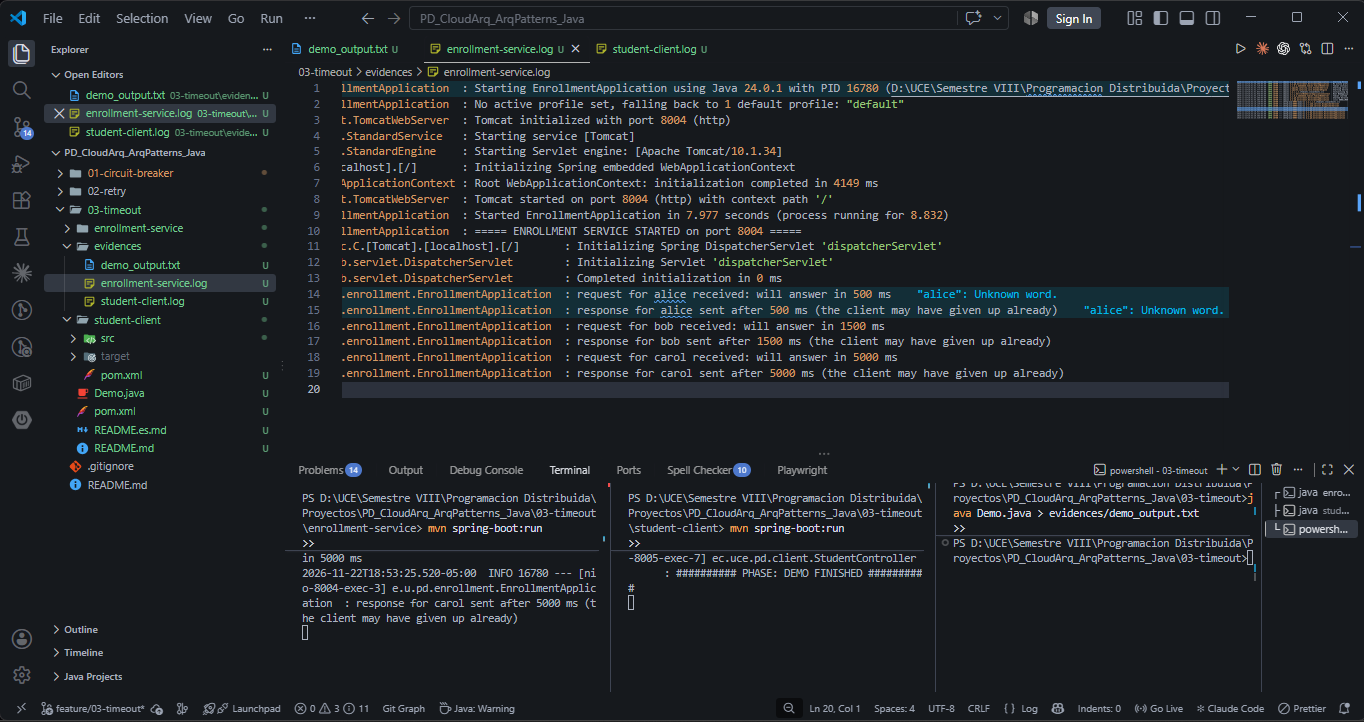 File Edit Selection View Go Run ··· PD_CloudArq_ArqPatterns_Java Sign In
Explorer ···
Open Editors
demo_output.txt 03-timeout\eviden... U
enrollment-service.log 03-timeout\... U
student-client.log 03-timeout\evide... U
PD_CloudArq_ArqPatterns_Java
01-circuit-breaker
02-retry
03-timeout
enrollment-service
evidences
demo_output.txt U
enrollment-service.log U
student-client.log U
student-client
src
target
pom.xml U
Demo.java U
pom.xml U
README.es.md U
README.md U
.gitignore
README.md
Outline
Timeline
Java Projects
14
demo_output.txt U enrollment-service.log U student-client.log U
03-timeout > evidences > enrollment-service.log
1 llmentApplication : Starting EnrollmentApplication using Java 24.0.1 with PID 16780 (D:\UCE\Semestre VIII\Programacion Distribuida\Proyect
2 llmentApplication : No active profile set, falling back to 1 default profile: "default"
3 t.TomcatWebServer : Tomcat initialized with port 8004 (http)
4 .StandardService : Starting service [Tomcat]
5 .StandardEngine : Starting Servlet engine: [Apache Tomcat/10.1.34]
6 calhost].[/] : Initializing Spring embedded WebApplicationContext
7 ApplicationContext : Root WebApplicationContext: initialization completed in 4149 ms
8 t.TomcatWebServer : Tomcat started on port 8004 (http) with context path '/'
9 llmentApplication : Started EnrollmentApplication in 7.977 seconds (process running for 8.832)
10 llmentApplication : ===== ENROLLMENT SERVICE STARTED on port 8004 =====
11 c.C.[Tomcat].[localhost].[/] : Initializing Spring DispatcherServlet 'dispatcherServlet'
12 b.servlet.DispatcherServlet : Initializing Servlet 'dispatcherServlet'
13 b.servlet.DispatcherServlet : Completed initialization in 0 ms
14 .enrollment.EnrollmentApplication : request for alice received: will answer in 500 ms "alice": Unknown word.
15 .enrollment.EnrollmentApplication : response for alice sent after 500 ms (the client may have given up already) "alice": Unknown word.
16 .enrollment.EnrollmentApplication : request for bob received: will answer in 1500 ms
17 .enrollment.EnrollmentApplication : response for bob sent after 1500 ms (the client may have given up already)
18 .enrollment.EnrollmentApplication : request for carol received: will answer in 5000 ms
19 .enrollment.EnrollmentApplication : response for carol sent after 5000 ms (the client may have given up already)
20
Problems 14 Output Debug Console Terminal Ports Spell Checker 10 Playwright powershell - 03-timeout
PS D:\UCE\Semestre VIII\Programacion Distribuida\
Proyectos\PD_CloudArq_ArqPatterns_Java\03-timeout
\enrollment-service> mvn spring-boot:run
>>
in 5000 ms
2026-11-22T18:53:25.520-05:00 INFO 16780 --- [ni
o-8004-exec-3] e.u.pd.enrollment.EnrollmentApplic
ation : response for carol sent after 5000 ms (t
he client may have given up already)
PS D:\UCE\Semestre VIII\Programacion Distribuida\
Proyectos\PD_CloudArq_ArqPatterns_Java\03-timeout
\student-client> mvn spring-boot:run
>>
-8005-exec-7] ec.uce.pd.client.StudentController
: ########## PHASE: DEMO FINISHED #########
#
PS D:\UCE\Semestre VIII\Programacion Distribuida\P
royectos\PD_CloudArq_ArqPatterns_Java\03-timeout>j
ava Demo.java > evidences/demo_output.txt
>>
PS D:\UCE\Semestre VIII\Programacion Distribuida\P
royectos\PD_CloudArq_ArqPatterns_Java\03-timeout>
java enro...
java stud...
powersh...
feature/03-timeout* Launchpad 0 3 11 Git Graph Java: Warning Ln 20, Col 1 Spaces: 4 UTF-8 CRLF { } Log Indents: 0 Go Live Claude Code Prettier